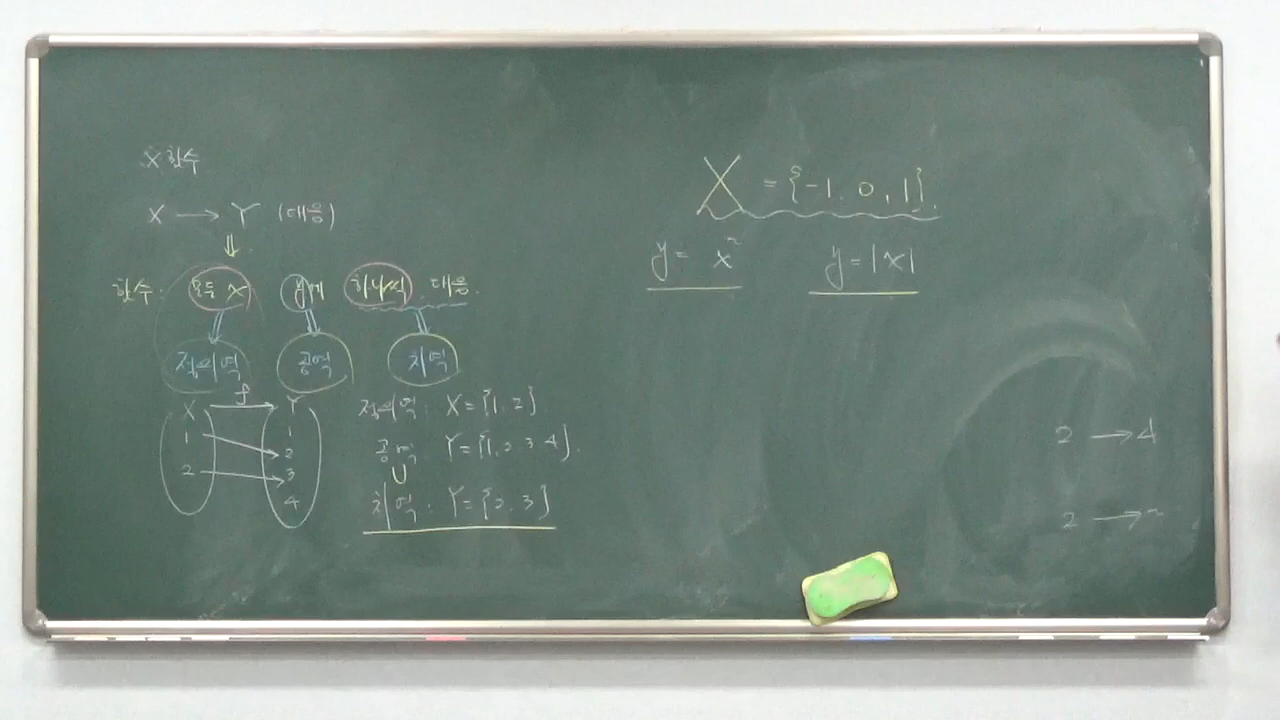 ※ 함수
X → Y (대응)
⇓
함수: 모든 x y에 하나씩 대응.
정의역 공역 치역
X f Y
1 1
2 2
3
4
정의역: X={1, 2}
공역 Y={1, 2 3 4}.
∪
치역: Y={2, 3}
X = {-1, 0, 1}.
y = x²
y = |x|
2 → 4
2 →